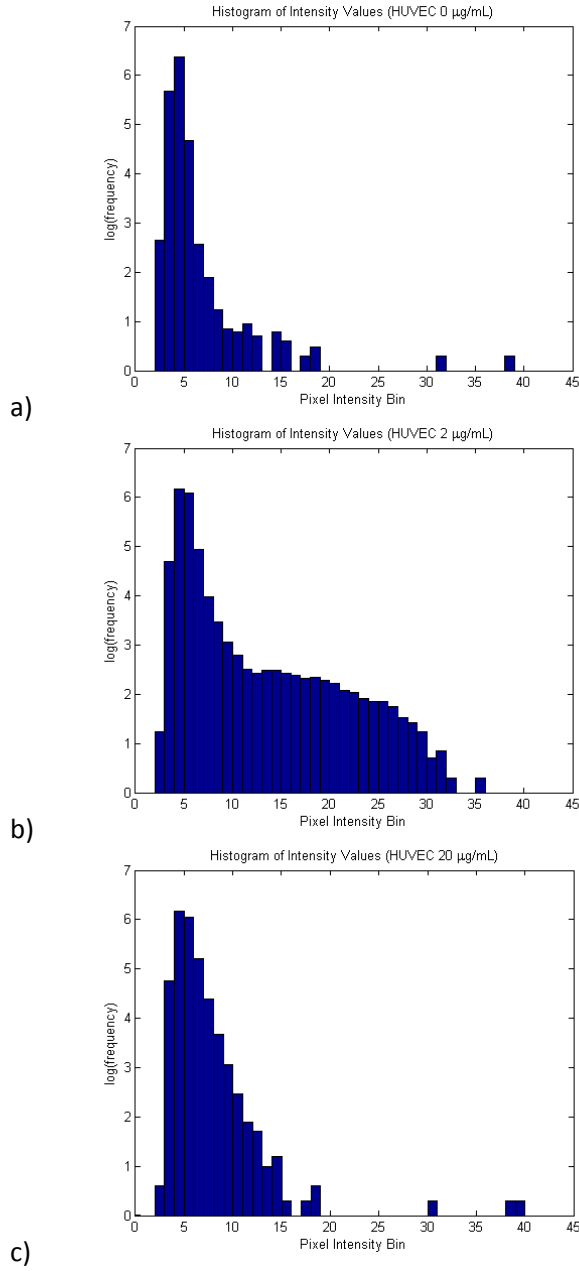 Histogram of Intensity Values (HUVEC 0 μg/mL)
7
6
5
4
3
2
1
0
log(frequency)
0 5 10 15 20 25 30 35 40 45
Pixel Intensity Bin
a)
Histogram of Intensity Values (HUVEC 2 μg/mL)
7
6
5
4
3
2
1
0
log(frequency)
0 5 10 15 20 25 30 35 40 45
Pixel Intensity Bin
b)
Histogram of Intensity Values (HUVEC 20 μg/mL)
7
6
5
4
3
2
1
0
log(frequency)
0 5 10 15 20 25 30 35 40 45
Pixel Intensity Bin
c)